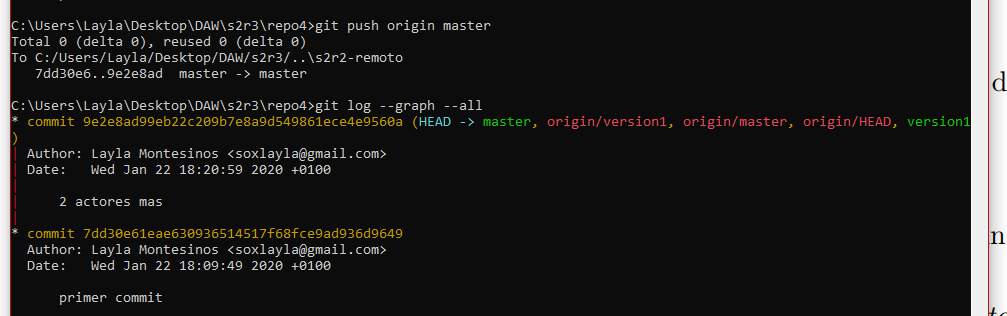 C:\Users\Layla\Desktop\DAW\s2r3\repo4>git push origin master
Total 0 (delta 0), reused 0 (delta 0)
To C:/Users/Layla/Desktop/DAW/s2r3/..\s2r2-remoto
   7dd30e6..9e2e8ad  master -> master
C:\Users\Layla\Desktop\DAW\s2r3\repo4>git log --graph --all
* commit 9e2e8ad99eb22c209b7e8a9d549861ece4e9560a (HEAD -> master, origin/version1, origin/master, origin/HEAD, version1
)
| Author: Layla Montesinos <soxlayla@gmail.com>
| Date:   Wed Jan 22 18:20:59 2020 +0100
|
|     2 actores mas
|
* commit 7dd30e61eae630936514517f68fce9ad936d9649
  Author: Layla Montesinos <soxlayla@gmail.com>
  Date:   Wed Jan 22 18:09:49 2020 +0100
      primer commit
d
n